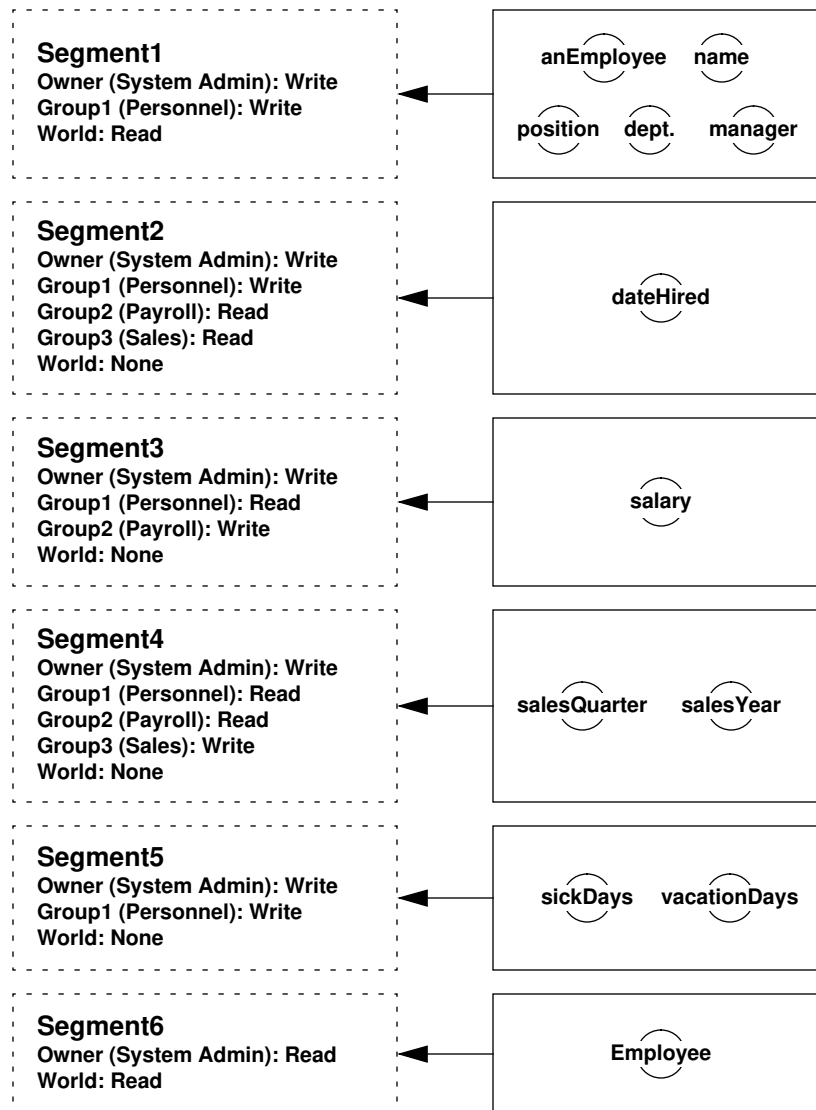 Segment1
Owner (System Admin): Write
Group1 (Personnel): Write
World: Read
anEmployee name
position dept. manager
Segment2
Owner (System Admin): Write
Group1 (Personnel): Write
Group2 (Payroll): Read
Group3 (Sales): Read
World: None
dateHired
Segment3
Owner (System Admin): Write
Group1 (Personnel): Read
Group2 (Payroll): Write
World: None
salary
Segment4
Owner (System Admin): Write
Group1 (Personnel): Read
Group2 (Payroll): Read
Group3 (Sales): Write
World: None
salesQuarter salesYear
Segment5
Owner (System Admin): Write
Group1 (Personnel): Write
World: None
sickDays vacationDays
Segment6
Owner (System Admin): Read
World: Read
Employee